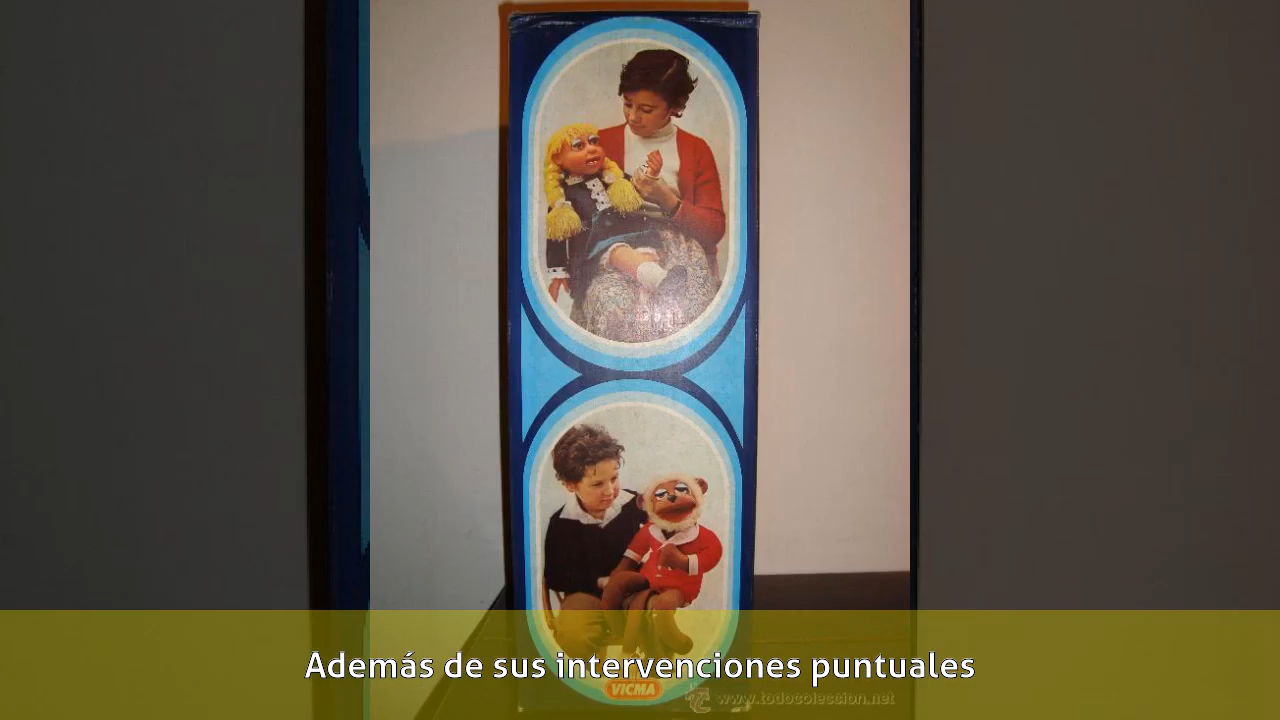 Además de sus intervenciones puntuales
VICMA
www.todocoleccion.net